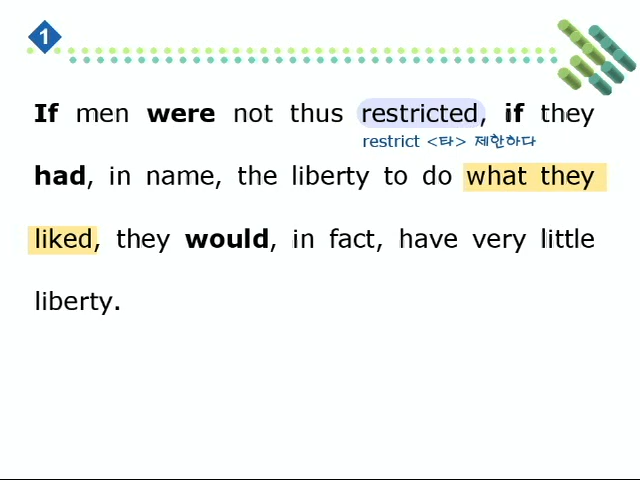 1
If men were not thus restricted, if they
restrict <타> 제한하다
had, in name, the liberty to do what they
liked, they would, in fact, have very little
liberty.